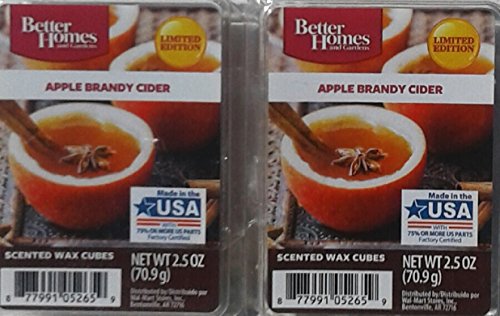 Better
Homes
and Gardens
LIMITED
EDITION
APPLE BRANDY CIDER
Made in the
USA
WITH
75% OR MORE US PARTS
Factory Certified
SCENTED WAX CUBES
NET WT 2.5 OZ
(70.9g)
8 77991 05265 9
Distributed by/Distribuido por
Wal-Mart Stores, Inc.,
Bentonville, AR 72716
Better
Homes
and Gardens
LIMITED
EDITION
APPLE BRANDY CIDER
Made in the
USA
WITH
75% OR MORE US PARTS
Factory Certified
SCENTED WAX CUBES
NET WT 2.5 OZ
(70.9g)
8 77991 05265 9
Distributed by/Distribuido por
Wal-Mart Stores, Inc.,
Bentonville, AR 72716